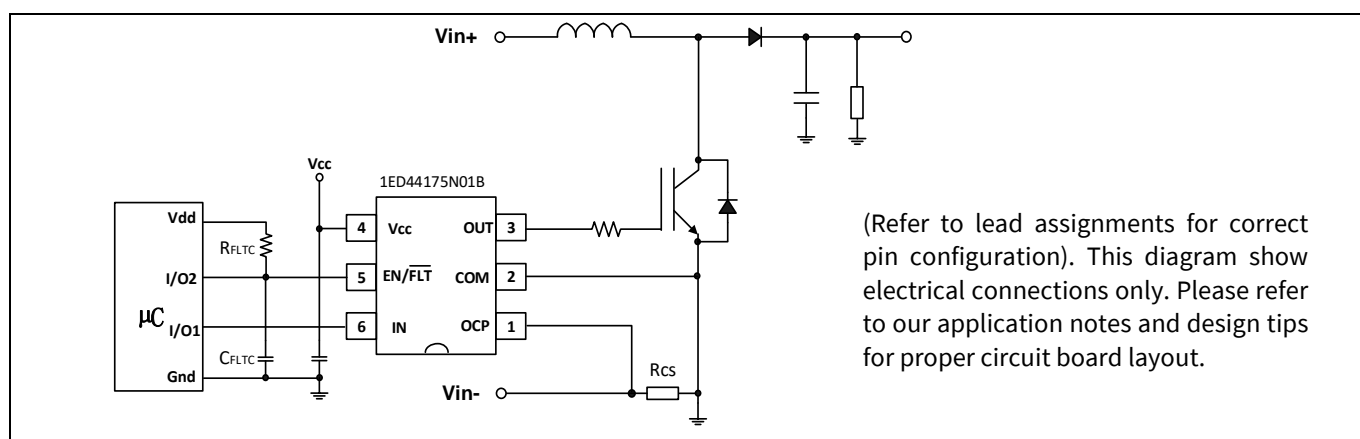 Vin+
Vcc
1ED44175N01B
Vdd
4 Vcc OUT 3
RFLTC
I/O2
5 EN/FLT COM 2
μC
I/O1
6 IN OCP 1
CFLTC
Gnd
Rcs
Vin-
(Refer to lead assignments for correct
pin configuration). This diagram show
electrical connections only. Please refer
to our application notes and design tips
for proper circuit board layout.